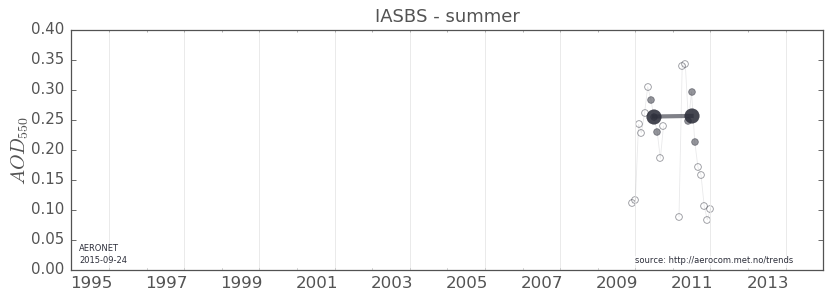 IASBS - summer
0.40
0.35
0.30
0.25
0.20
0.15
0.10
0.05
0.00
AOD550
AERONET
2015-09-24
source: http://aerocom.met.no/trends
1995 1997 1999 2001 2003 2005 2007 2009 2011 2013